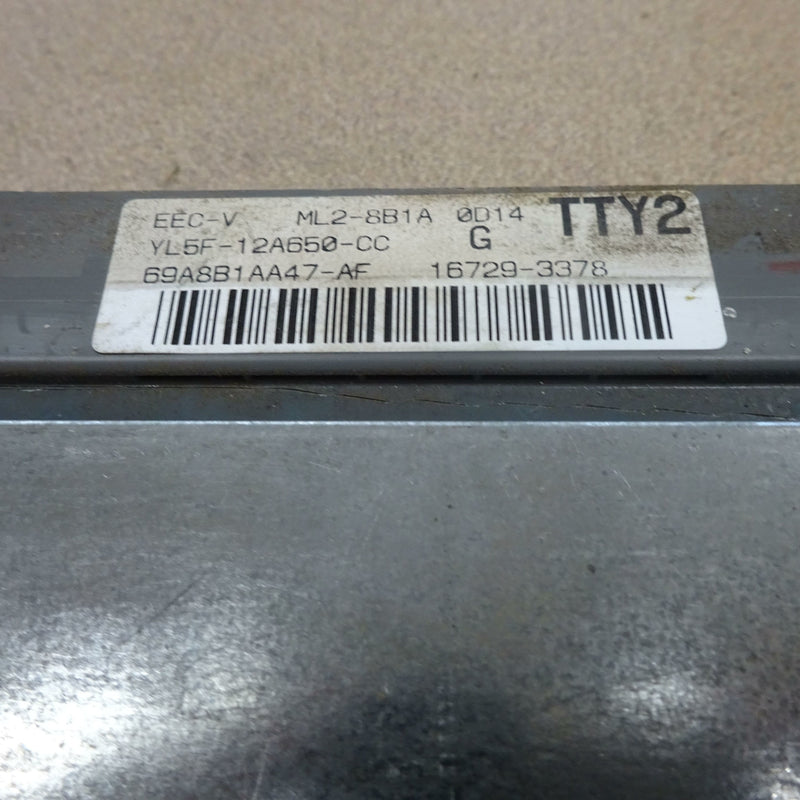 EEC-V ML2-8B1A 0D14 TTY2
YL5F-12A650-CC G
69A8B1AA47-AF 16729-3378